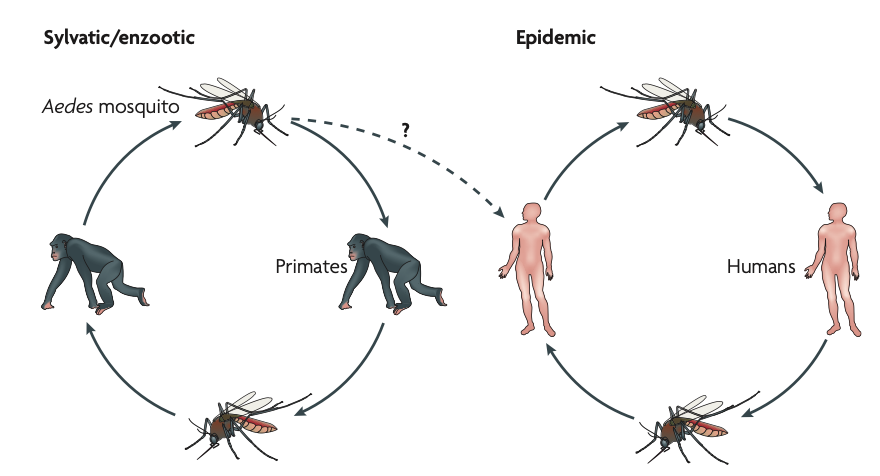 Sylvatic/enzootic
Epidemic
Aedes mosquito
?
Primates
Humans